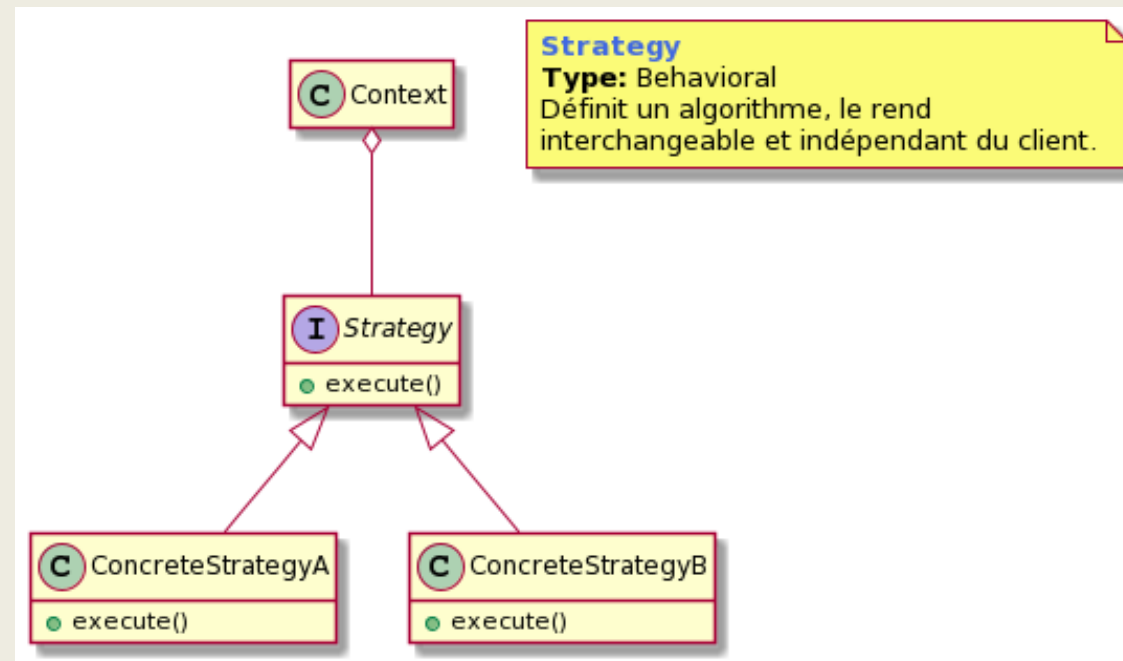 Strategy
Type: Behavioral
Définit un algorithme, le rend
interchangeable et indépendant du client.
C Context
I Strategy
execute()
C ConcreteStrategyA
execute()
C ConcreteStrategyB
execute()